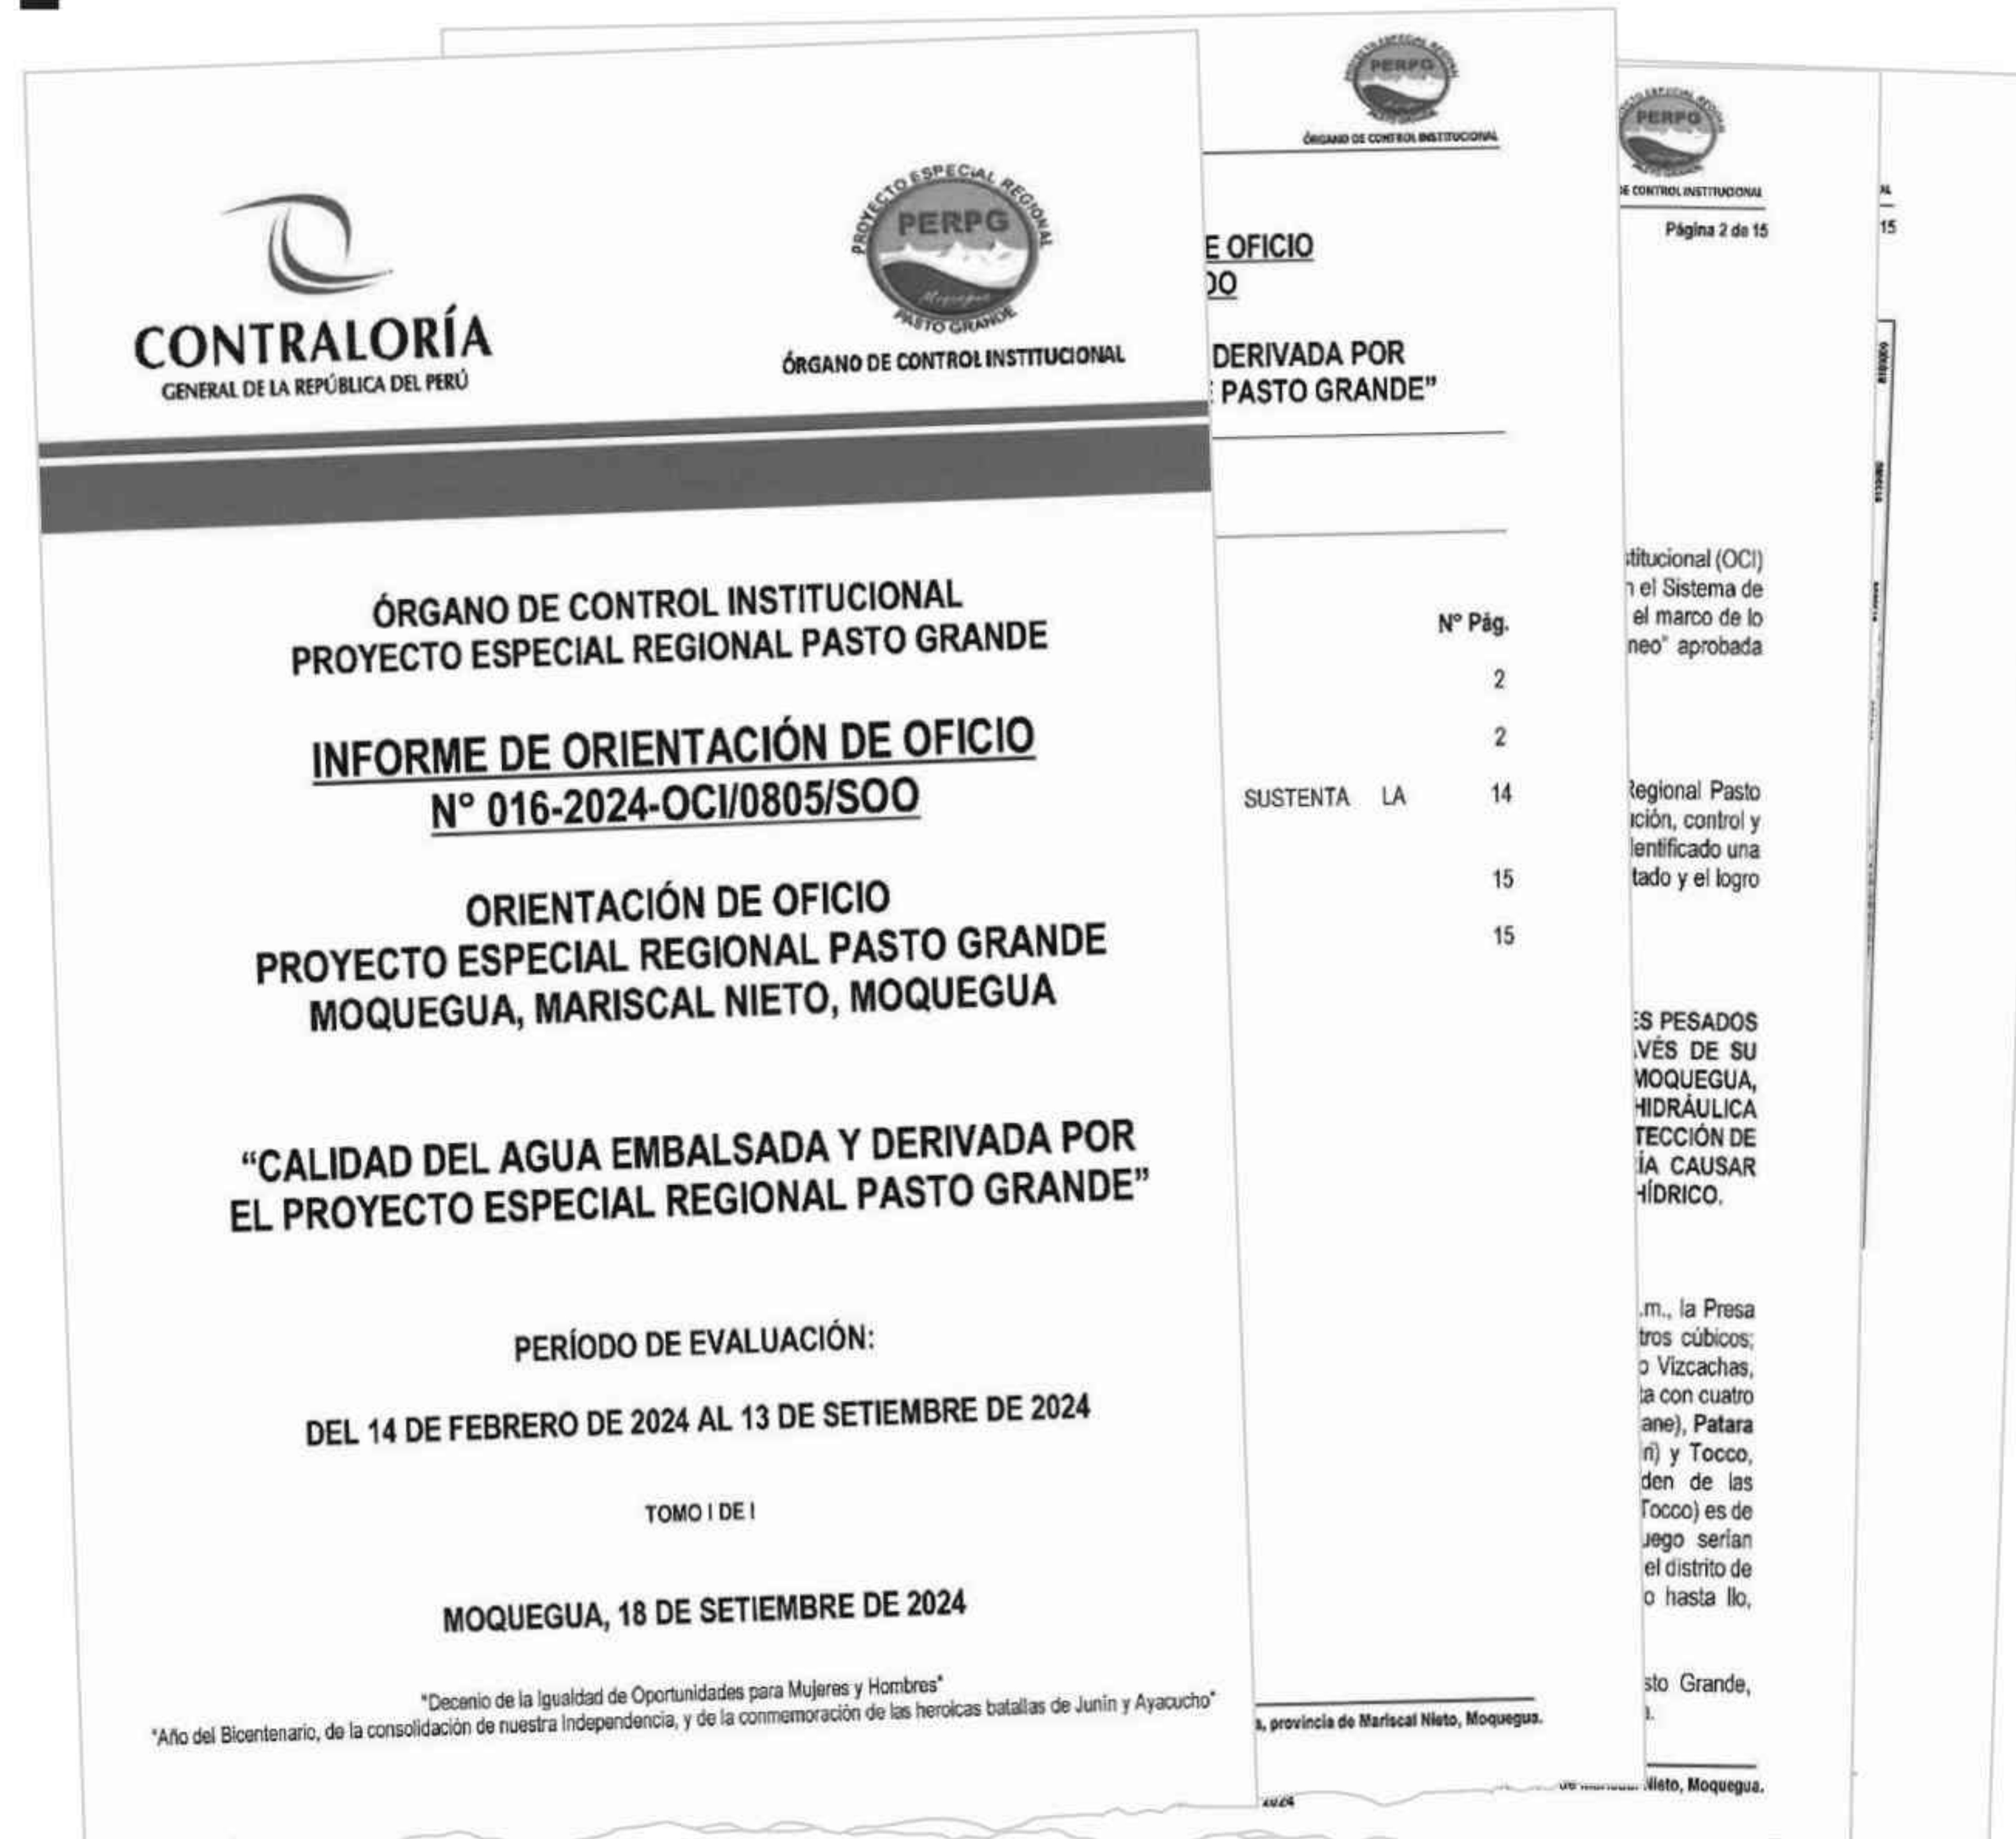 CONTRALORÍA
GENERAL DE LA REPÚBLICA DEL PERÚ
PROYECTO ESPECIAL REGIONAL
PERPG
Moquegua
PASTO GRANDE
ÓRGANO DE CONTROL INSTITUCIONAL
ÓRGANO DE CONTROL INSTITUCIONAL
PROYECTO ESPECIAL REGIONAL PASTO GRANDE
INFORME DE ORIENTACIÓN DE OFICIO
N° 016-2024-OCI/0805/SOO
ORIENTACIÓN DE OFICIO
PROYECTO ESPECIAL REGIONAL PASTO GRANDE
MOQUEGUA, MARISCAL NIETO, MOQUEGUA
“CALIDAD DEL AGUA EMBALSADA Y DERIVADA POR
EL PROYECTO ESPECIAL REGIONAL PASTO GRANDE”
PERÍODO DE EVALUACIÓN:
DEL 14 DE FEBRERO DE 2024 AL 13 DE SETIEMBRE DE 2024
TOMO I DE I
MOQUEGUA, 18 DE SETIEMBRE DE 2024
"Decenio de la Igualdad de Oportunidades para Mujeres y Hombres"
"Año del Bicentenario, de la consolidación de nuestra Independencia, y de la conmemoración de las heroicas batallas de Junín y Ayacucho"
PERPG
ÓRGANO DE CONTROL INSTITUCIONAL
E OFICIO
DO
DERIVADA POR
PASTO GRANDE”
N° Pág.
2
2
SUSTENTA LA 14
15
15
, provincia de Mariscal Nieto, Moquegua.
2024
PERPG
DE CONTROL INSTITUCIONAL
Página 2 de 15
stitucional (OCI)
n el Sistema de
el marco de lo
neo" aprobada
Regional Pasto
ción, control y
dentificado una
tado y el logro
ES PESADOS
VÉS DE SU
MOQUEGUA,
HIDRÁULICA
TECCIÓN DE
ÍA CAUSAR
HÍDRICO.
.m., la Presa
tros cúbicos;
o Vizcachas,
ta con cuatro
ane), Patara
ri) y Tocco,
den de las
Tocco) es de
uego serían
el distrito de
o hasta Ilo,
sto Grande,
Nieto, Moquegua.
AL
15